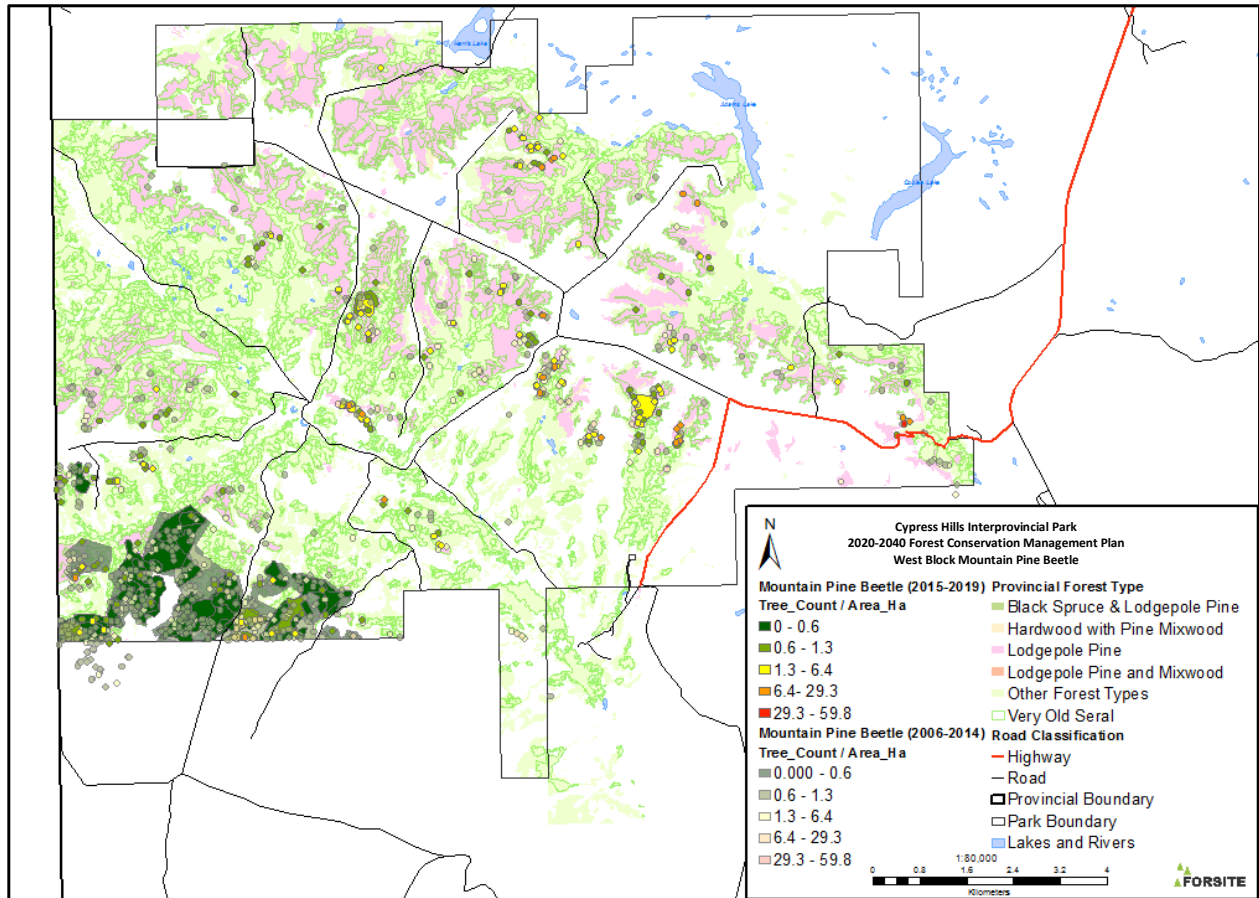 Harris Lake
Adams Lake
Coulee Lake
N
Cypress Hills Interprovincial Park
2020-2040 Forest Conservation Management Plan
West Block Mountain Pine Beetle
Mountain Pine Beetle (2015-2019)
Tree_Count / Area_Ha
0 - 0.6
0.6 - 1.3
1.3 - 6.4
6.4- 29.3
29.3 - 59.8
Mountain Pine Beetle (2006-2014)
Tree_Count / Area_Ha
0.000 - 0.6
0.6 - 1.3
1.3 - 6.4
6.4 - 29.3
29.3 - 59.8
Provincial Forest Type
Black Spruce & Lodgepole Pine
Hardwood with Pine Mixwood
Lodgepole Pine
Lodgepole Pine and Mixwood
Other Forest Types
Very Old Seral
Road Classification
Highway
Road
Provincial Boundary
Park Boundary
Lakes and Rivers
1:80,000
0 0.8 1.6 2.4 3.2 4
Kilometers
FORSITE